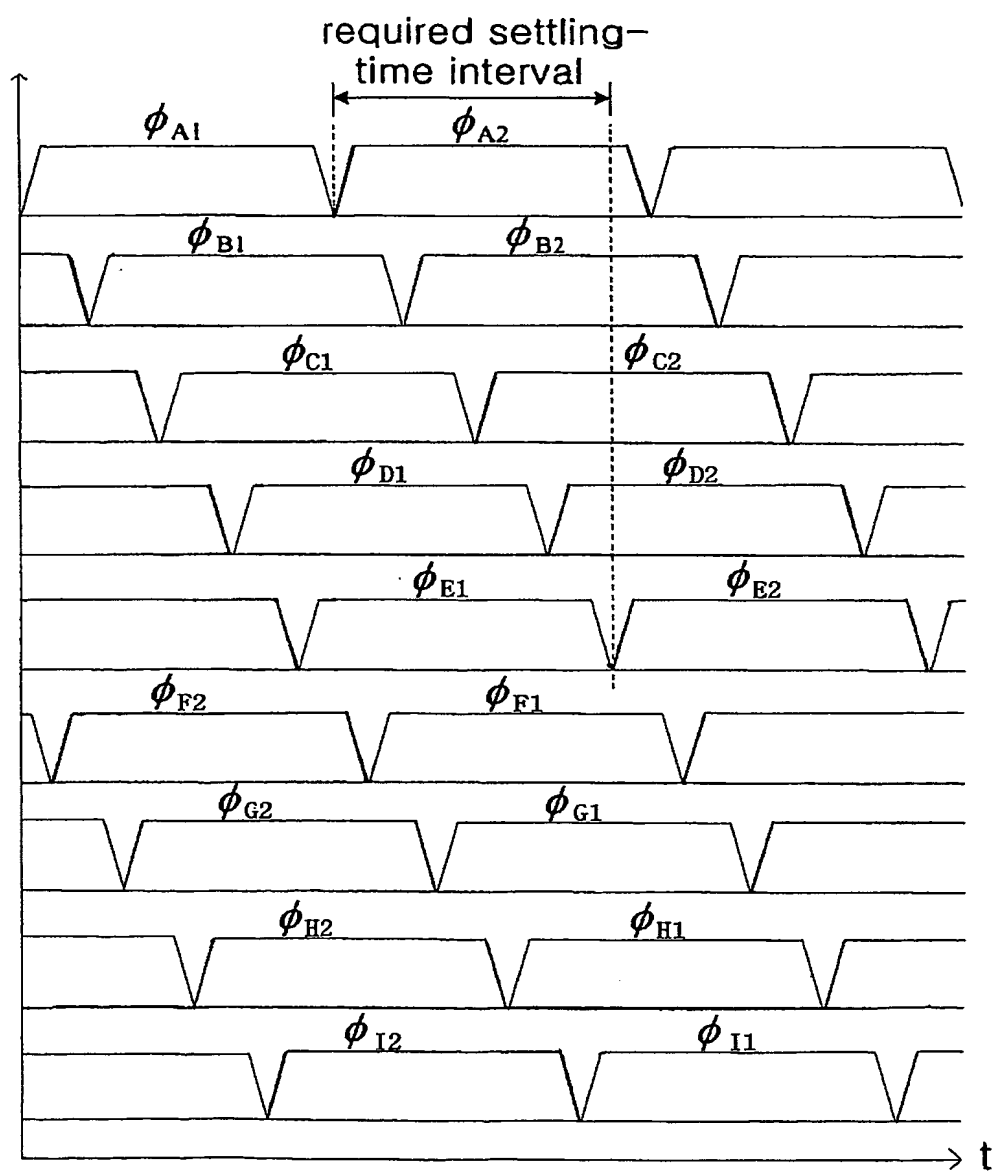 required settling-
time interval
ϕA1 ϕA2
ϕB1 ϕB2
ϕC1 ϕC2
ϕD1 ϕD2
ϕE1 ϕE2
ϕF2 ϕF1
ϕG2 ϕG1
ϕH2 ϕH1
ϕI2 ϕI1
t